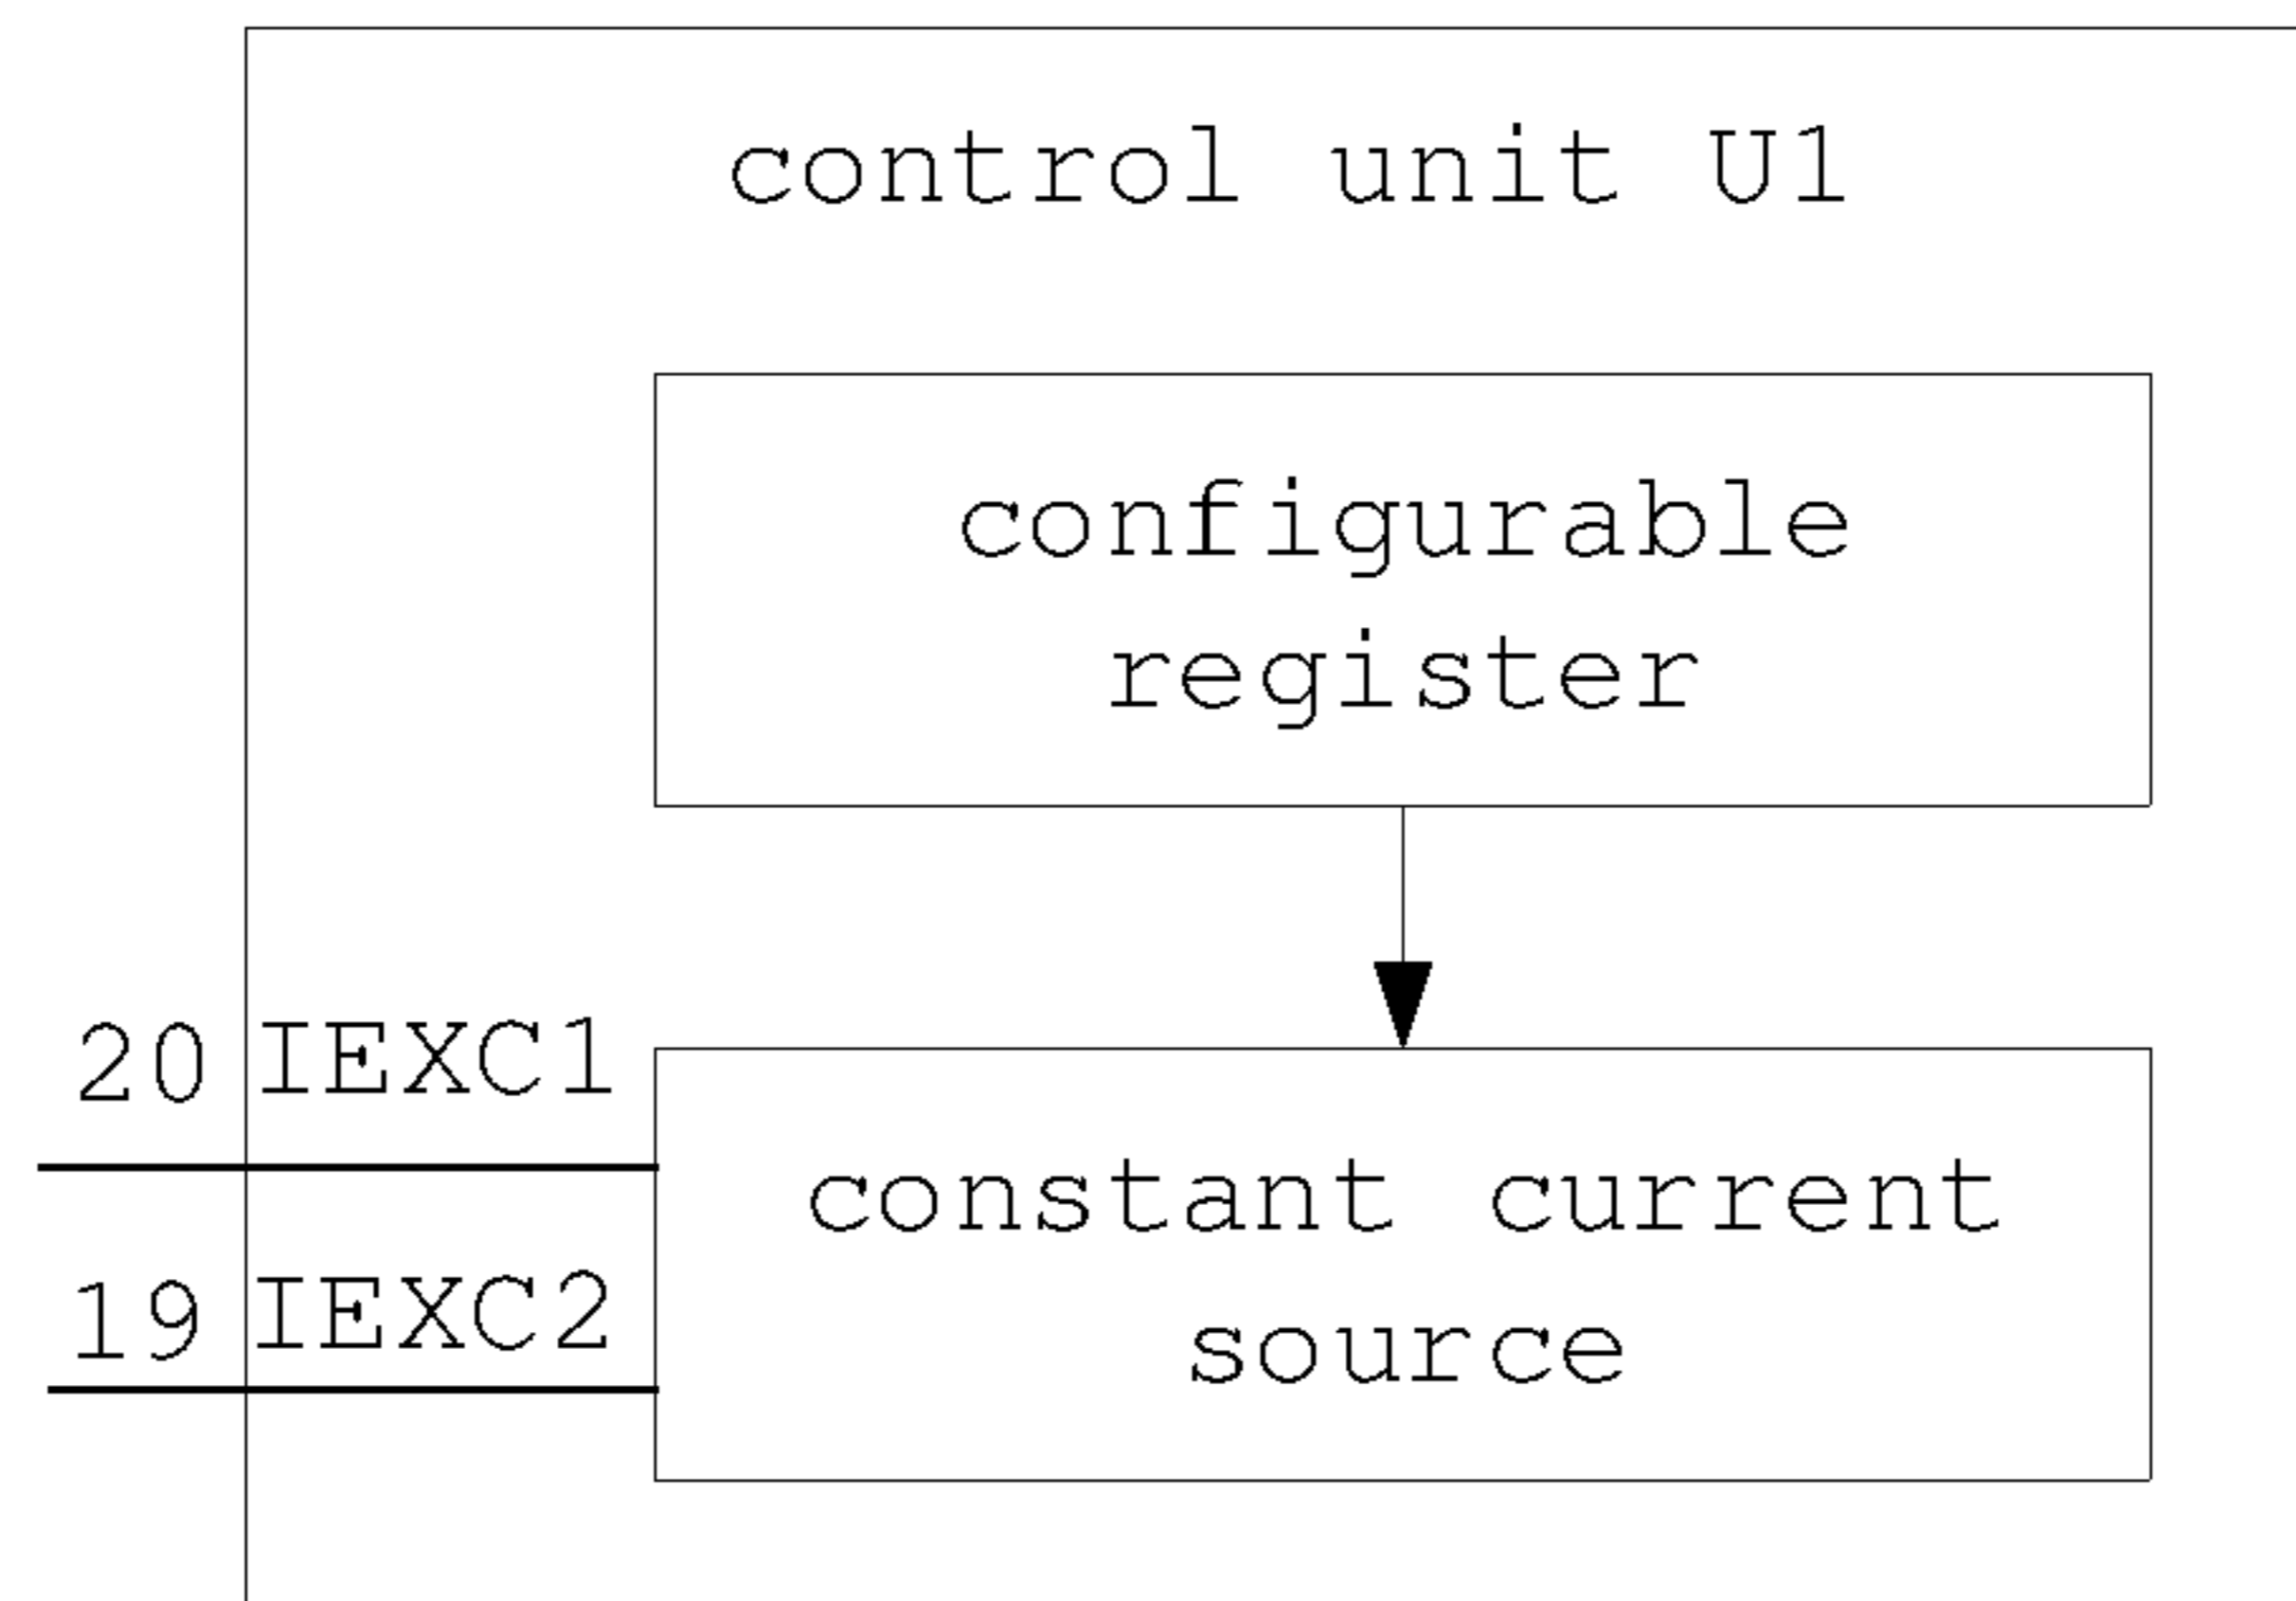 control unit U1
configurable
register
20 IEXC1
constant current
19 IEXC2
source